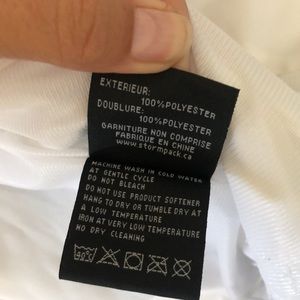 EXTERIEUR:
100%POLYESTER
DOUBLURE:
100%POLYESTER
GARNITURE NON COMPRISE
FABRIQUE EN CHINE
www.stormpack.ca
MACHINE WASH IN COLD WATER
AT GENTLE CYCLE
DO NOT BLEACH
DO NOT USE PRODUCT SOFTENER
HANG TO DRY OR TUMBLE DRY AT
A LOW TEMPERATURE
IRON AT VERY LOW TEMPERATURE
NO DRY CLEANING
40°C